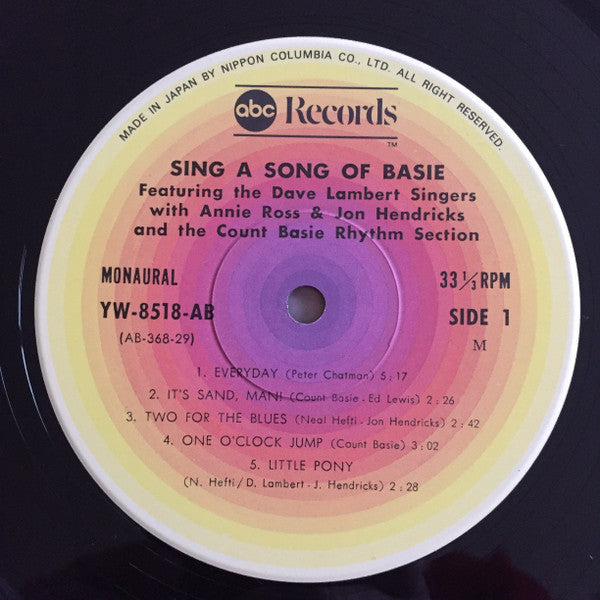 MADE IN JAPAN BY NIPPON COLUMBIA CO., LTD. ALL RIGHT RESERVED.
abc Records
TM
SING A SONG OF BASIE
Featuring the Dave Lambert Singers
with Annie Ross & Jon Hendricks
and the Count Basie Rhythm Section
MONAURAL 33 1/3 RPM
YW-8518-AB SIDE 1
(AB-368-29) M
1. EVERYDAY (Peter Chatman) 5 : 17
2. IT'S SAND, MAN! (Count Basie - Ed Lewis) 2 : 26
3. TWO FOR THE BLUES (Neal Hefti - Jon Hendricks) 2 : 42
4. ONE O'CLOCK JUMP (Count Basie) 3 : 02
5. LITTLE PONY
(N. Hefti / D. Lambert - J. Hendricks) 2 : 28